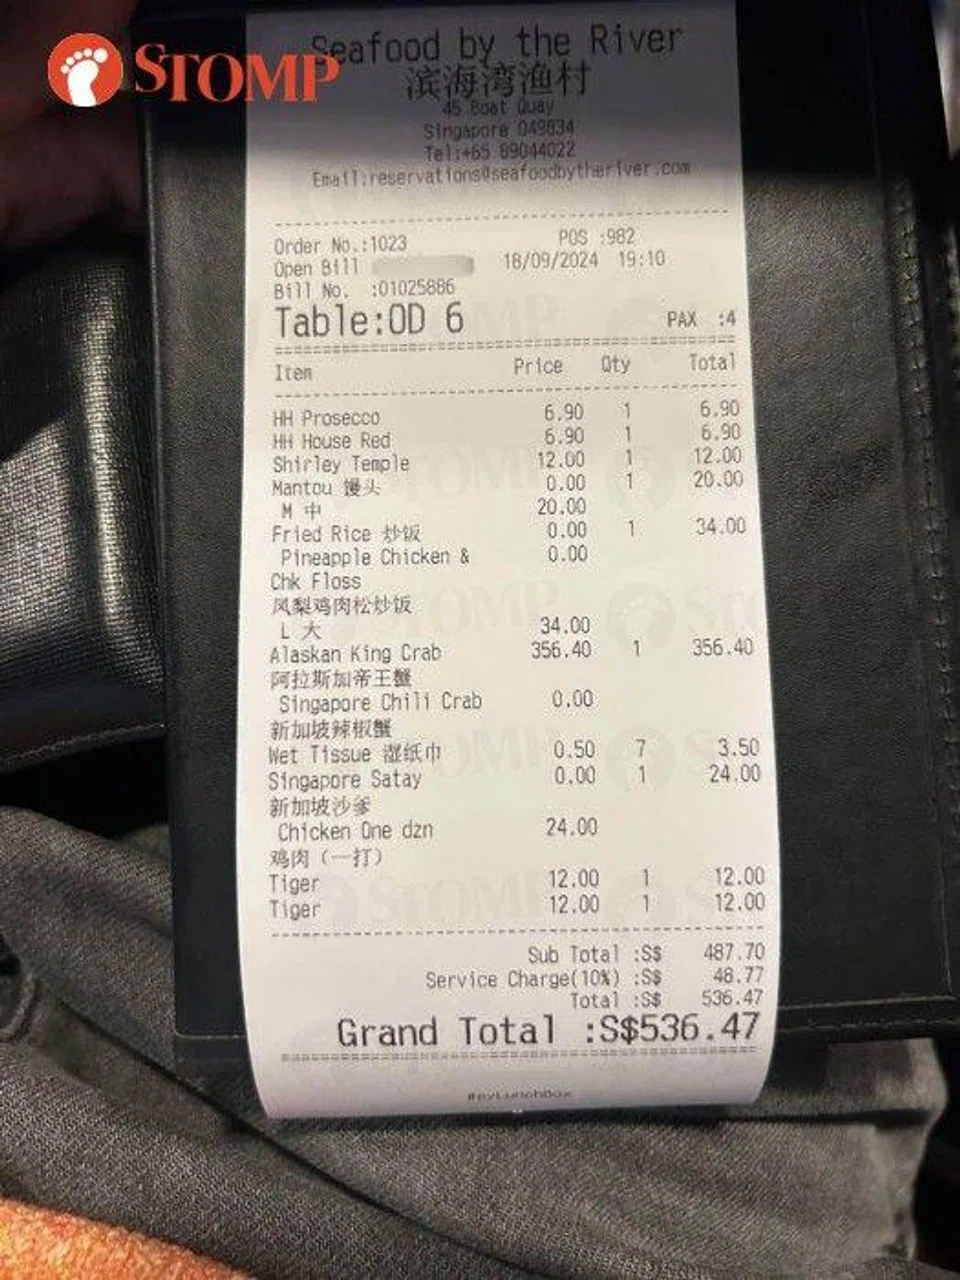 STOMP
Seafood by the River
滨海湾渔村
45 Boat Quay
Singapore 049834
Tel:+65 89044022
Email:reservations@seafoodbytheriver.com
Order No.:1023 POS :982
Open Bill 18/09/2024 19:10
Bill No. :01025886
Table:OD 6 PAX :4
Item Price Qty Total
HH Prosecco 6.90 1 6.90
HH House Red 6.90 1 6.90
Shirley Temple 12.00 1 12.00
Mantou 馒头 0.00 1 20.00
M 中 20.00
Fried Rice 炒饭 0.00 1 34.00
Pineapple Chicken & 0.00
Chk Floss
凤梨鸡肉松炒饭
L 大 34.00
Alaskan King Crab 356.40 1 356.40
阿拉斯加帝王蟹
Singapore Chili Crab 0.00
新加坡辣椒蟹
Wet Tissue 湿纸巾 0.50 7 3.50
Singapore Satay 0.00 1 24.00
新加坡沙爹
Chicken One dzn 24.00
鸡肉（一打）
Tiger 12.00 1 12.00
Tiger 12.00 1 12.00
Sub Total :S$ 487.70
Service Charge(10%) :S$ 48.77
Total :S$ 536.47
Grand Total :S$536.47